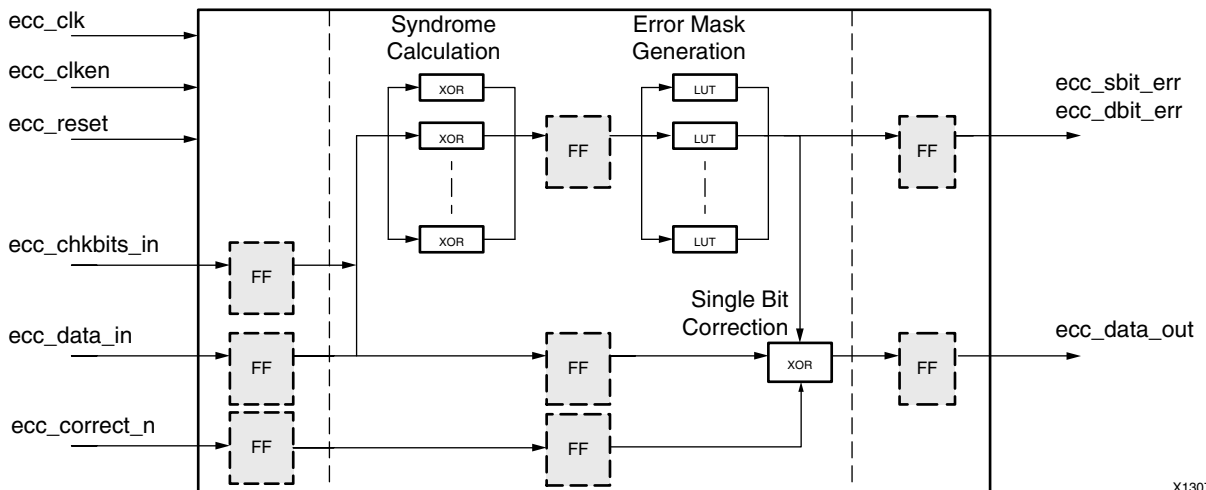 ecc_clk
ecc_clken
ecc_reset
ecc_chkbits_in
ecc_data_in
ecc_correct_n
Syndrome
Calculation
XOR
XOR
XOR
Error Mask
Generation
LUT
LUT
LUT
FF
FF
FF
FF
FF
FF
FF
FF
Single Bit
Correction
XOR
ecc_sbit_err
ecc_dbit_err
ecc_data_out